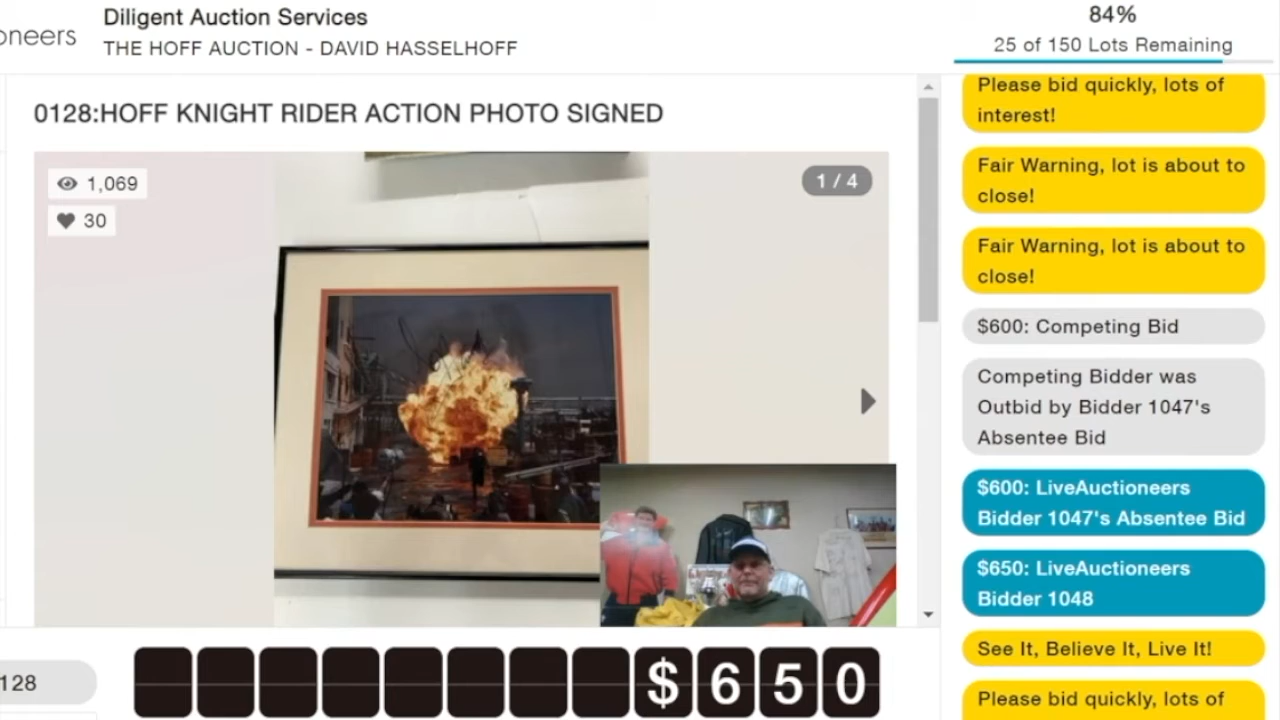 oneers
Diligent Auction Services
THE HOFF AUCTION - DAVID HASSELHOFF
84%
25 of 150 Lots Remaining
0128:HOFF KNIGHT RIDER ACTION PHOTO SIGNED
1,069
30
1 / 4
Please bid quickly, lots of
interest!
Fair Warning, lot is about to
close!
Fair Warning, lot is about to
close!
$600: Competing Bid
Competing Bidder was
Outbid by Bidder 1047's
Absentee Bid
$600: LiveAuctioneers
Bidder 1047's Absentee Bid
$650: LiveAuctioneers
Bidder 1048
See It, Believe It, Live It!
Please bid quickly, lots of
128
$650